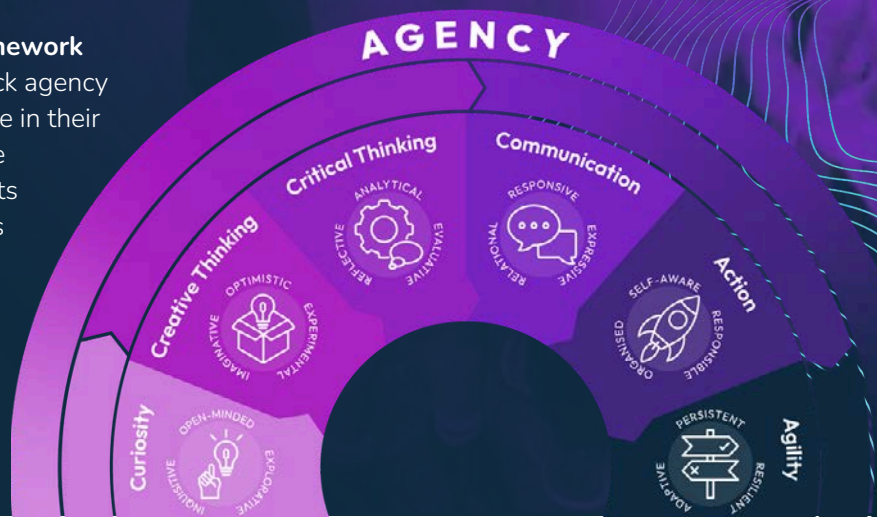 nework
ck agency
e in their
e
ts
s
AGENCY
Curiosity
INQUISITIVE
OPEN-MINDED
EXPLORATIVE
Creative Thinking
IMAGINATIVE
OPTIMISTIC
EXPERIMENTAL
Critical Thinking
REFLECTIVE
ANALYTICAL
EVALUATIVE
Communication
RELATIONAL
RESPONSIVE
EXPRESSIVE
Action
ORGANISED
SELF-AWARE
RESPONSIBLE
Agility
ADAPTIVE
PERSISTENT
RESILIENT